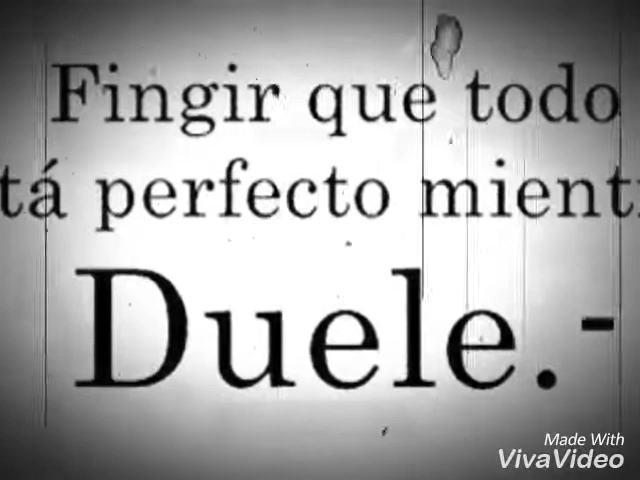 Fingir que todo
tá perfecto mient
Duele.-
Made With
VivaVideo